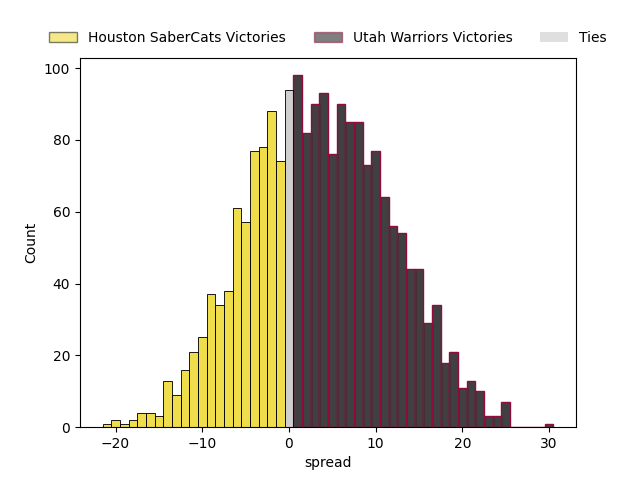 Houston SaberCats Victories Utah Warriors Victories Ties
100
80
60
40
20
0
Count
−20 −10 0 10 20 30
spread